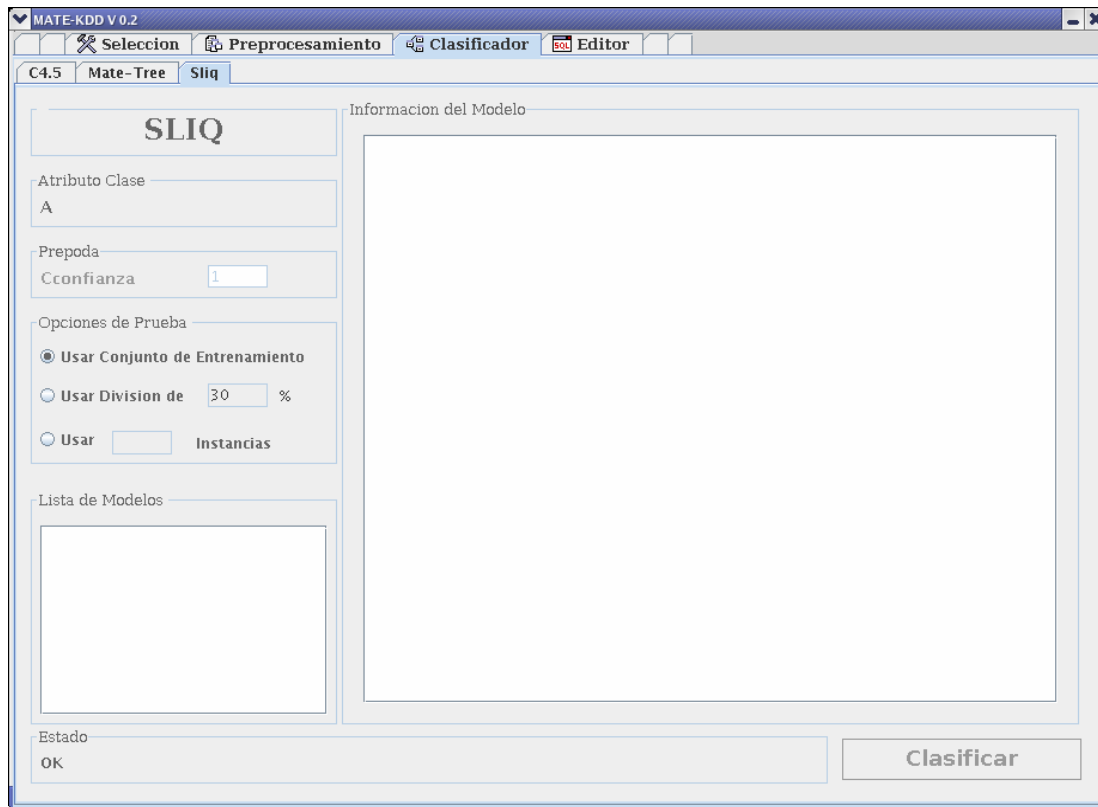 MATE-KDD V 0.2
Seleccion Preprocesamiento Clasificador SQL Editor
C4.5 Mate-Tree Sliq
SLIQ
Atributo Clase
A
Prepoda
Cconfianza 1
Opciones de Prueba
Usar Conjunto de Entrenamiento
Usar Division de 30 %
Usar Instancias
Lista de Modelos
Informacion del Modelo
Estado
OK
Clasificar